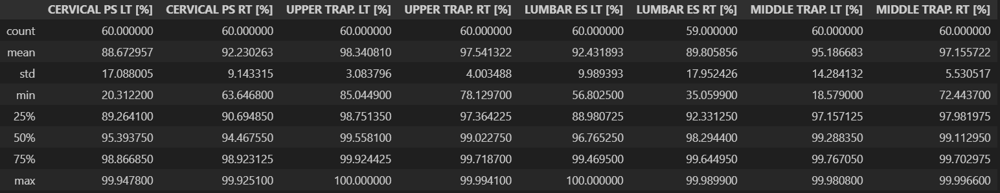 CERVICAL PS LT [%] CERVICAL PS RT [%] UPPER TRAP. LT [%] UPPER TRAP. RT [%] LUMBAR ES LT [%] LUMBAR ES RT [%] MIDDLE TRAP. LT [%] MIDDLE TRAP. RT [%]
count 60.000000 60.000000 60.000000 60.000000 60.000000 59.000000 60.000000 60.000000
mean 88.672957 92.230263 98.340810 97.541322 92.431893 89.805856 95.186683 97.155722
std 17.088005 9.143315 3.083796 4.003488 9.989393 17.952426 14.284132 5.530517
min 20.312200 63.646800 85.044900 78.129700 56.802500 35.059900 18.579000 72.443700
25% 89.264100 90.694850 98.751350 97.364225 88.980725 92.331250 97.157125 97.981975
50% 95.393750 94.467550 99.558100 99.022750 96.765250 98.294400 99.288350 99.112950
75% 98.866850 98.923125 99.924425 99.718700 99.469500 99.644950 99.767050 99.702975
max 99.947800 99.925100 100.000000 99.994100 100.000000 99.989900 99.980800 99.996600